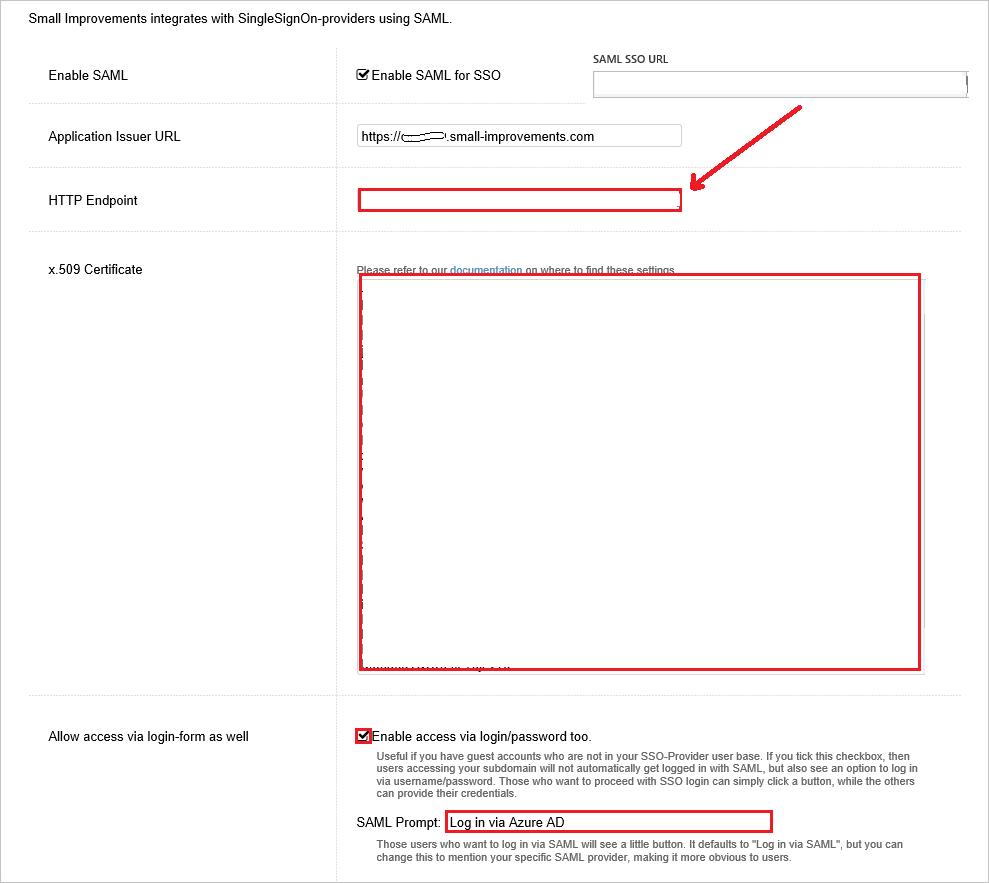 Small Improvements integrates with SingleSignOn-providers using SAML.
SAML SSO URL
Enable SAML
Enable SAML for SSO
Application Issuer URL
https:// .small-improvements.com
HTTP Endpoint
x.509 Certificate
Please refer to our documentation on where to find these settings.
Allow access via login-form as well
Enable access via login/password too.
Useful if you have guest accounts who are not in your SSO-Provider user base. If you tick this checkbox, then
users accessing your subdomain will not automatically get logged in with SAML, but also see an option to log in
via username/password. Those who want to proceed with SSO login can simply click a button, while the others
can provide their credentials.
SAML Prompt: Log in via Azure AD
Those users who want to log in via SAML will see a little button. It defaults to "Log in via SAML", but you can
change this to mention your specific SAML provider, making it more obvious to users.